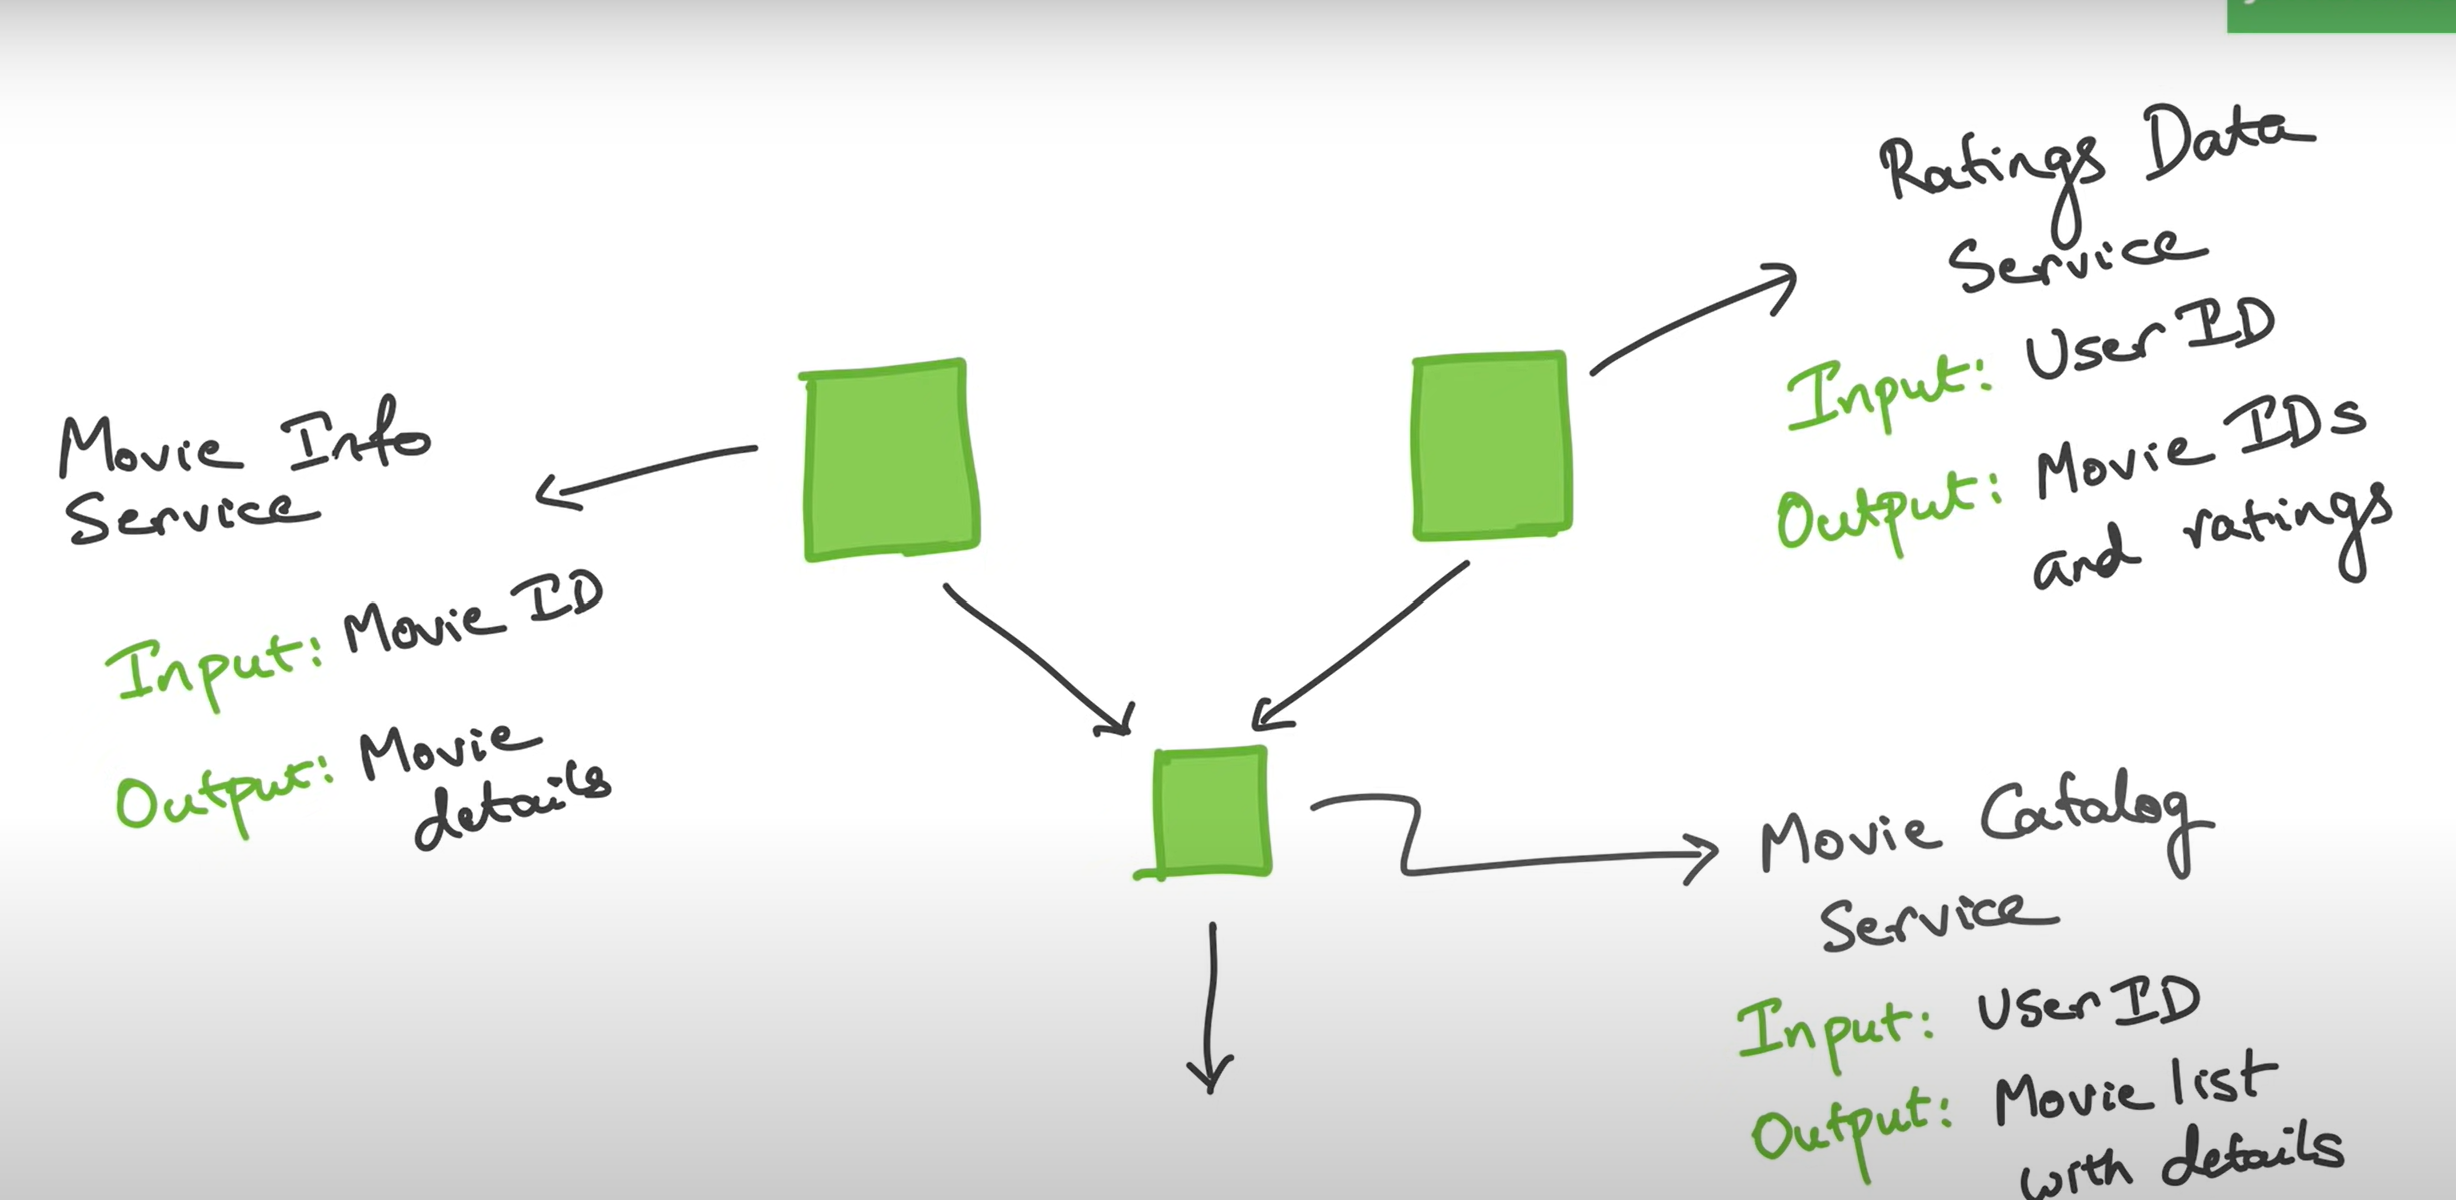 Movie Info
Service
Input: Movie ID
Output: Movie
details
Ratings Data
Service
Input: User ID
Output: Movie IDs
and ratings
Movie Catalog
Service
Input: User ID
Output: Movie list
with details